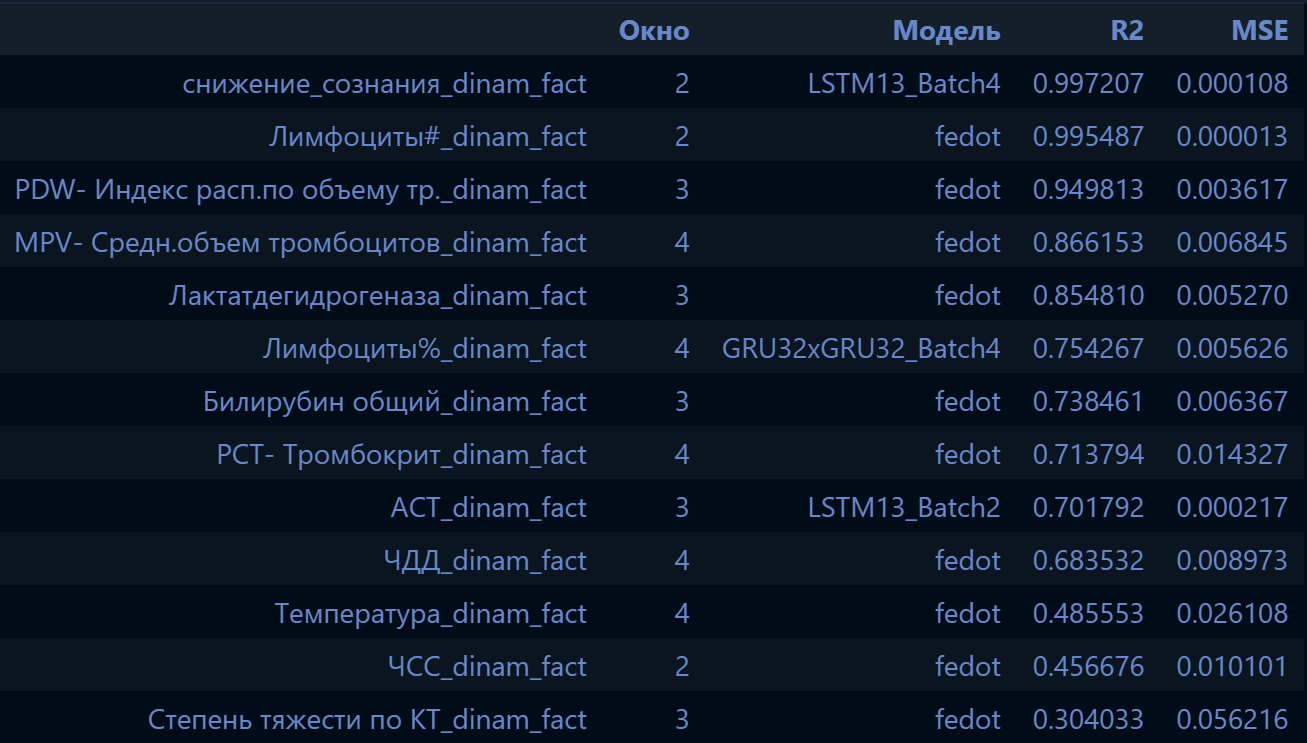 Окно Модель R2 MSE
снижение_сознания_dinam_fact 2 LSTM13_Batch4 0.997207 0.000108
Лимфоциты#_dinam_fact 2 fedot 0.995487 0.000013
PDW- Индекс расп.по объему тр._dinam_fact 3 fedot 0.949813 0.003617
MPV- Средн.объем тромбоцитов_dinam_fact 4 fedot 0.866153 0.006845
Лактатдегидрогеназа_dinam_fact 3 fedot 0.854810 0.005270
Лимфоциты%_dinam_fact 4 GRU32xGRU32_Batch4 0.754267 0.005626
Билирубин общий_dinam_fact 3 fedot 0.738461 0.006367
PCT- Тромбокрит_dinam_fact 4 fedot 0.713794 0.014327
АСТ_dinam_fact 3 LSTM13_Batch2 0.701792 0.000217
ЧДД_dinam_fact 4 fedot 0.683532 0.008973
Температура_dinam_fact 4 fedot 0.485553 0.026108
ЧСС_dinam_fact 2 fedot 0.456676 0.010101
Степень тяжести по КТ_dinam_fact 3 fedot 0.304033 0.056216